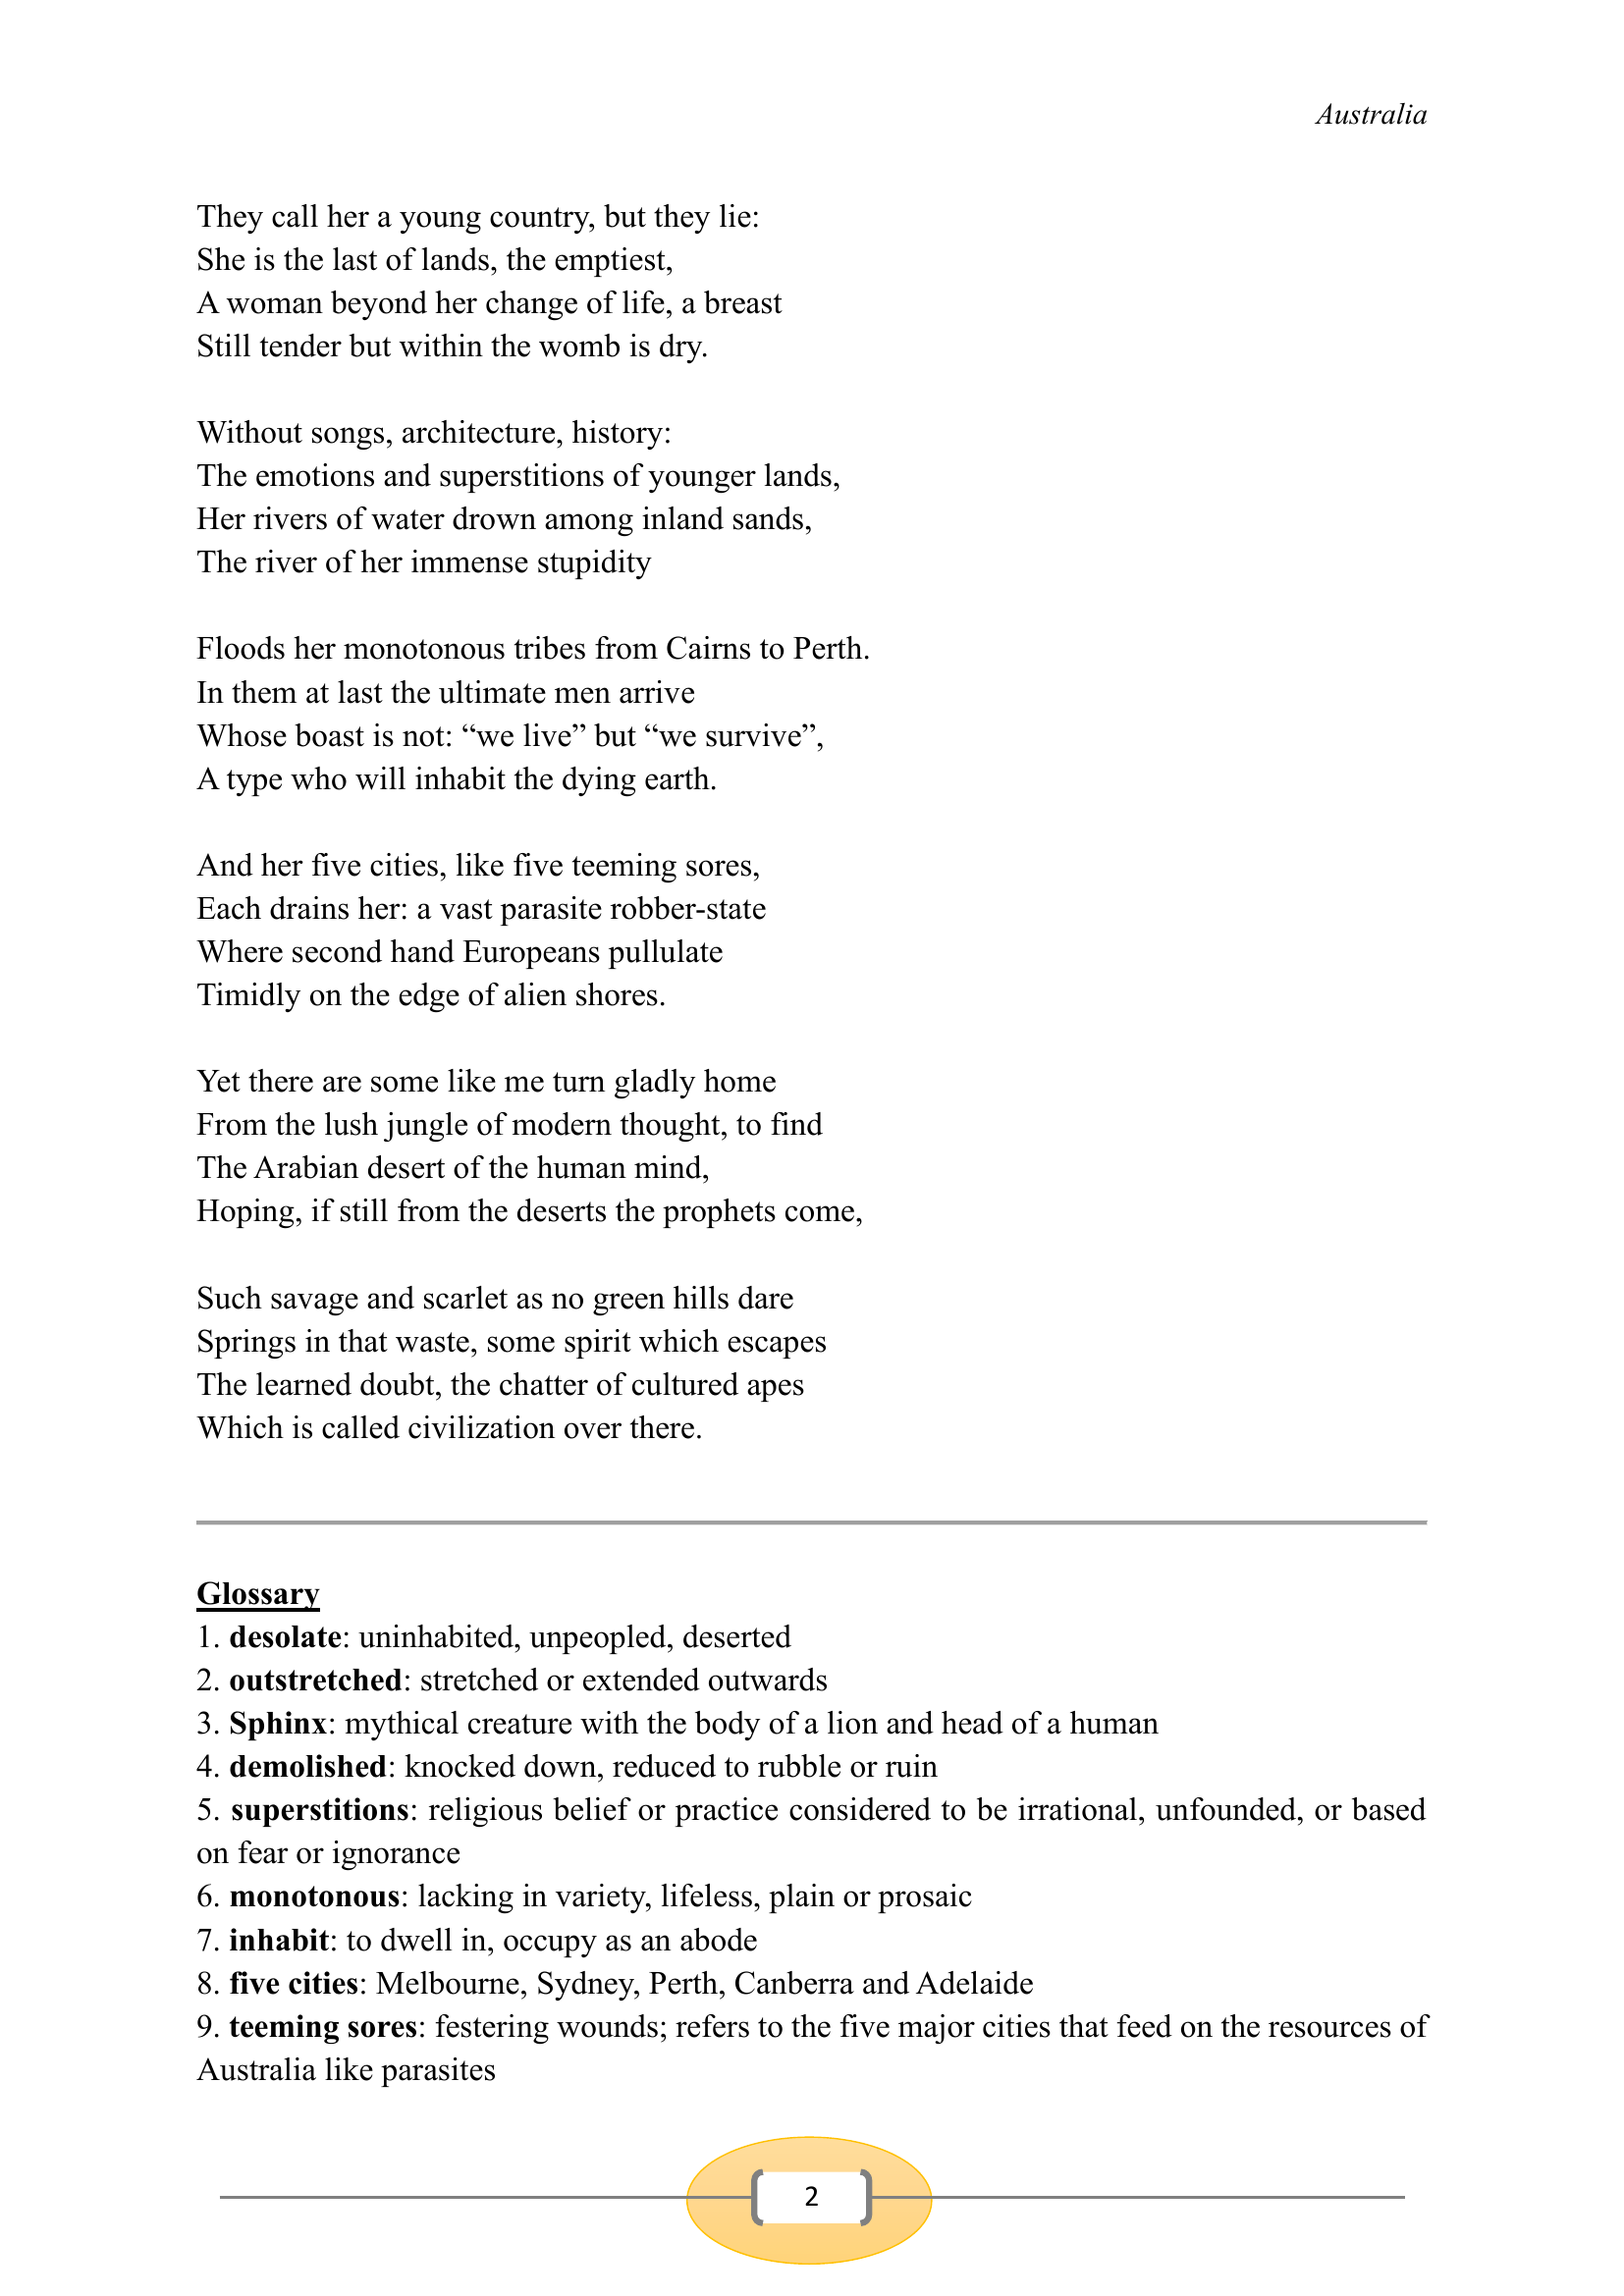 Australia
They call her a young country, but they lie:
She is the last of lands, the emptiest,
A woman beyond her change of life, a breast
Still tender but within the womb is dry.
Without songs, architecture, history:
The emotions and superstitions of younger lands,
Her rivers of water drown among inland sands,
The river of her immense stupidity
Floods her monotonous tribes from Cairns to Perth.
In them at last the ultimate men arrive
Whose boast is not: “we live” but “we survive”,
A type who will inhabit the dying earth.
And her five cities, like five teeming sores,
Each drains her: a vast parasite robber-state
Where second hand Europeans pullulate
Timidly on the edge of alien shores.
Yet there are some like me turn gladly home
From the lush jungle of modern thought, to find
The Arabian desert of the human mind,
Hoping, if still from the deserts the prophets come,
Such savage and scarlet as no green hills dare
Springs in that waste, some spirit which escapes
The learned doubt, the chatter of cultured apes
Which is called civilization over there.
Glossary
1. desolate: uninhabited, unpeopled, deserted
2. outstretched: stretched or extended outwards
3. Sphinx: mythical creature with the body of a lion and head of a human
4. demolished: knocked down, reduced to rubble or ruin
5. superstitions: religious belief or practice considered to be irrational, unfounded, or based
on fear or ignorance
6. monotonous: lacking in variety, lifeless, plain or prosaic
7. inhabit: to dwell in, occupy as an abode
8. five cities: Melbourne, Sydney, Perth, Canberra and Adelaide
9. teeming sores: festering wounds; refers to the five major cities that feed on the resources of
Australia like parasites
2